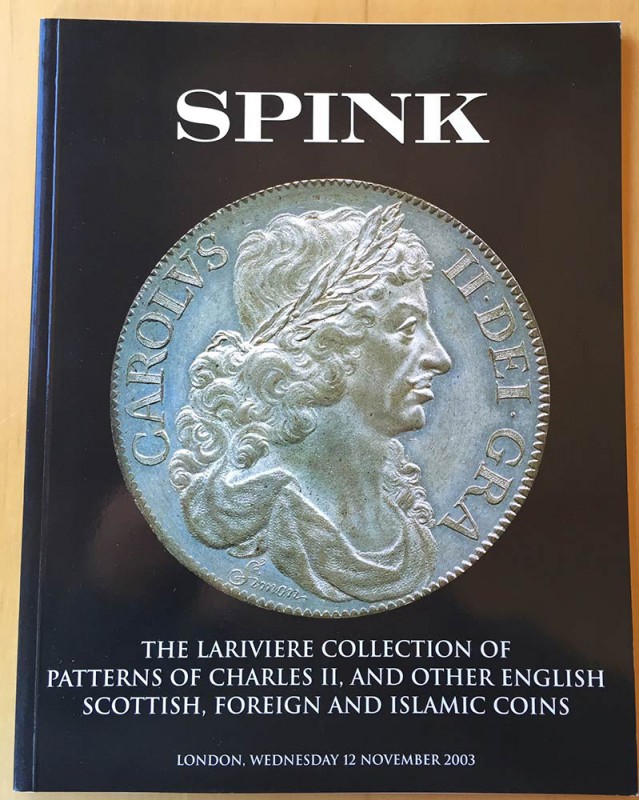 SPINK
CAROLVS II·DEI·GRA
Simon
THE LARIVIERE COLLECTION OF
PATTERNS OF CHARLES II, AND OTHER ENGLISH
SCOTTISH, FOREIGN AND ISLAMIC COINS
LONDON, WEDNESDAY 12 NOVEMBER 2003